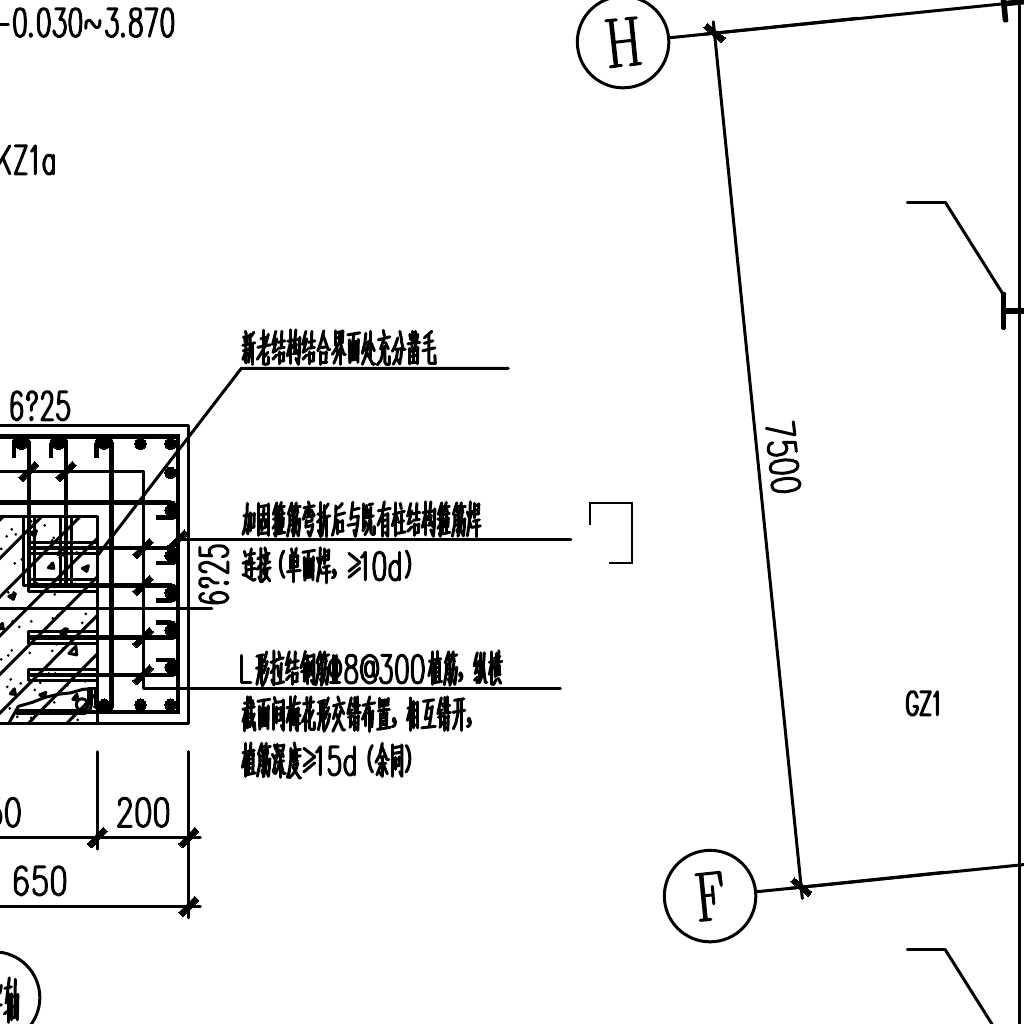 -0.030~3.870
KZ1a
新老结构结合界面处充分凿毛
6?25
加固箍筋弯折后与既有柱结构箍筋焊
连接(单面焊,≥10d)
6?25
L形拉结钢筋Φ8@300植筋,纵横
截面间梅花形交错布置,相互错开,
植筋深度≥15d(余同)
200
650
轴
H
7500
GZ1
F